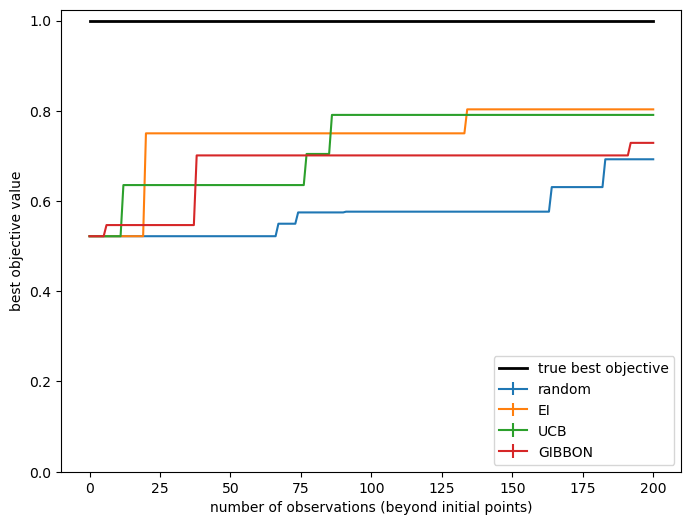 1.0
0.8
0.6
0.4
0.2
0.0
best objective value
0
25
50
75
100
125
150
175
200
number of observations (beyond initial points)
true best objective
random
EI
UCB
GIBBON